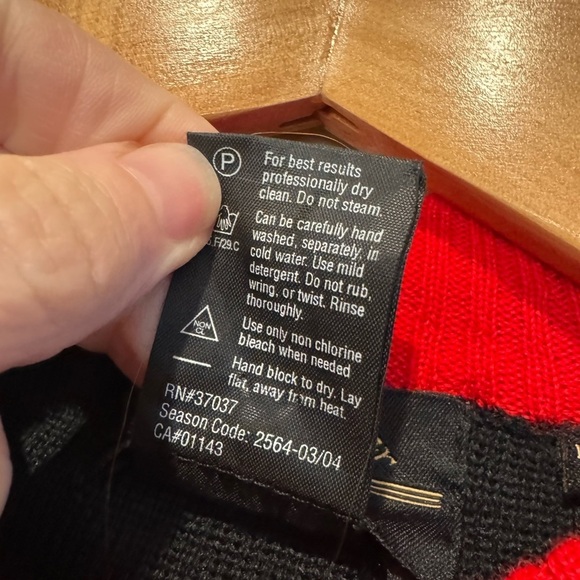 P
For best results
professionally dry
clean. Do not steam.
F/29.C
Can be carefully hand
washed, separately, in
cold water. Use mild
detergent. Do not rub,
wring, or twist. Rinse
thoroughly.
NON
CL
Use only non chlorine
bleach when needed
Hand block to dry. Lay
flat, away from heat.
RN#37037
Season Code: 2564-03/04
CA#01143